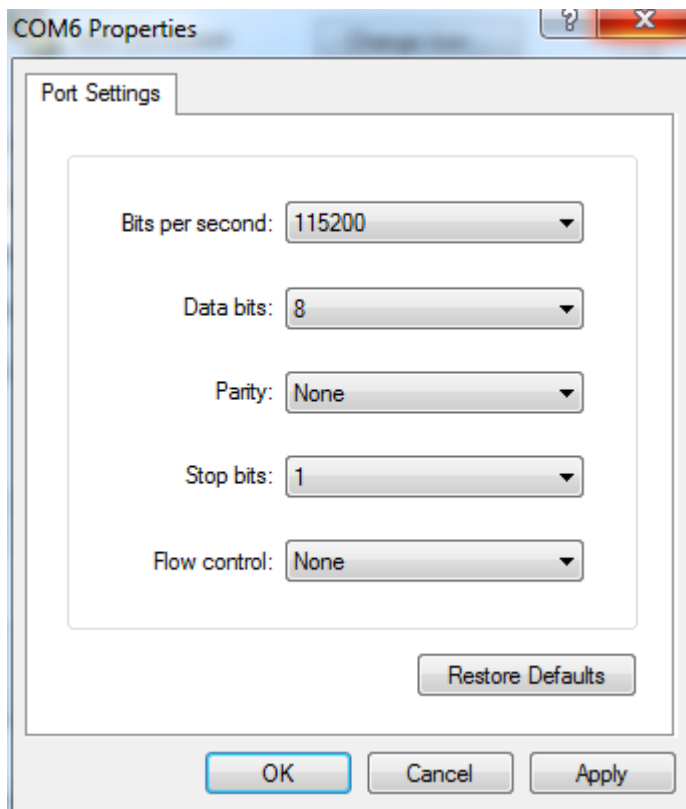 COM6 Properties
Port Settings
Bits per second: 115200
Data bits: 8
Parity: None
Stop bits: 1
Flow control: None
Restore Defaults
OK Cancel Apply